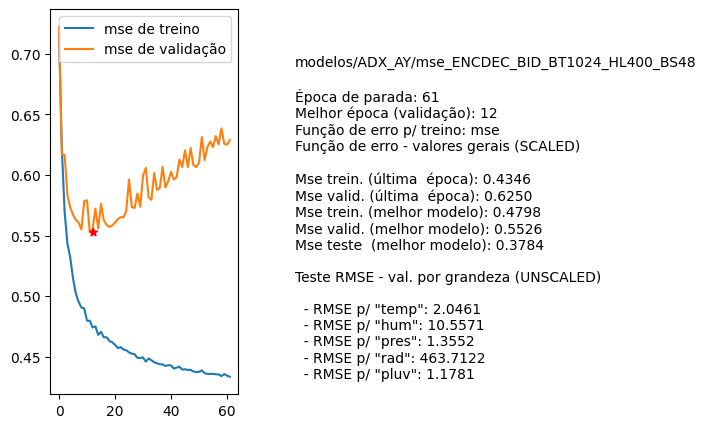 mse de treino
mse de validação
0.70
0.65
0.60
0.55
0.50
0.45
0
20
40
60
modelos/ADX_AY/mse_ENCDEC_BID_BT1024_HL400_BS48
Época de parada: 61
Melhor época (validação): 12
Função de erro p/ treino: mse
Função de erro - valores gerais (SCALED)
Mse trein. (última  época): 0.4346
Mse valid. (última  época): 0.6250
Mse trein. (melhor modelo): 0.4798
Mse valid. (melhor modelo): 0.5526
Mse teste  (melhor modelo): 0.3784
Teste RMSE - val. por grandeza (UNSCALED)
- RMSE p/ "temp": 2.0461
- RMSE p/ "hum": 10.5571
- RMSE p/ "pres": 1.3552
- RMSE p/ "rad": 463.7122
- RMSE p/ "pluv": 1.1781